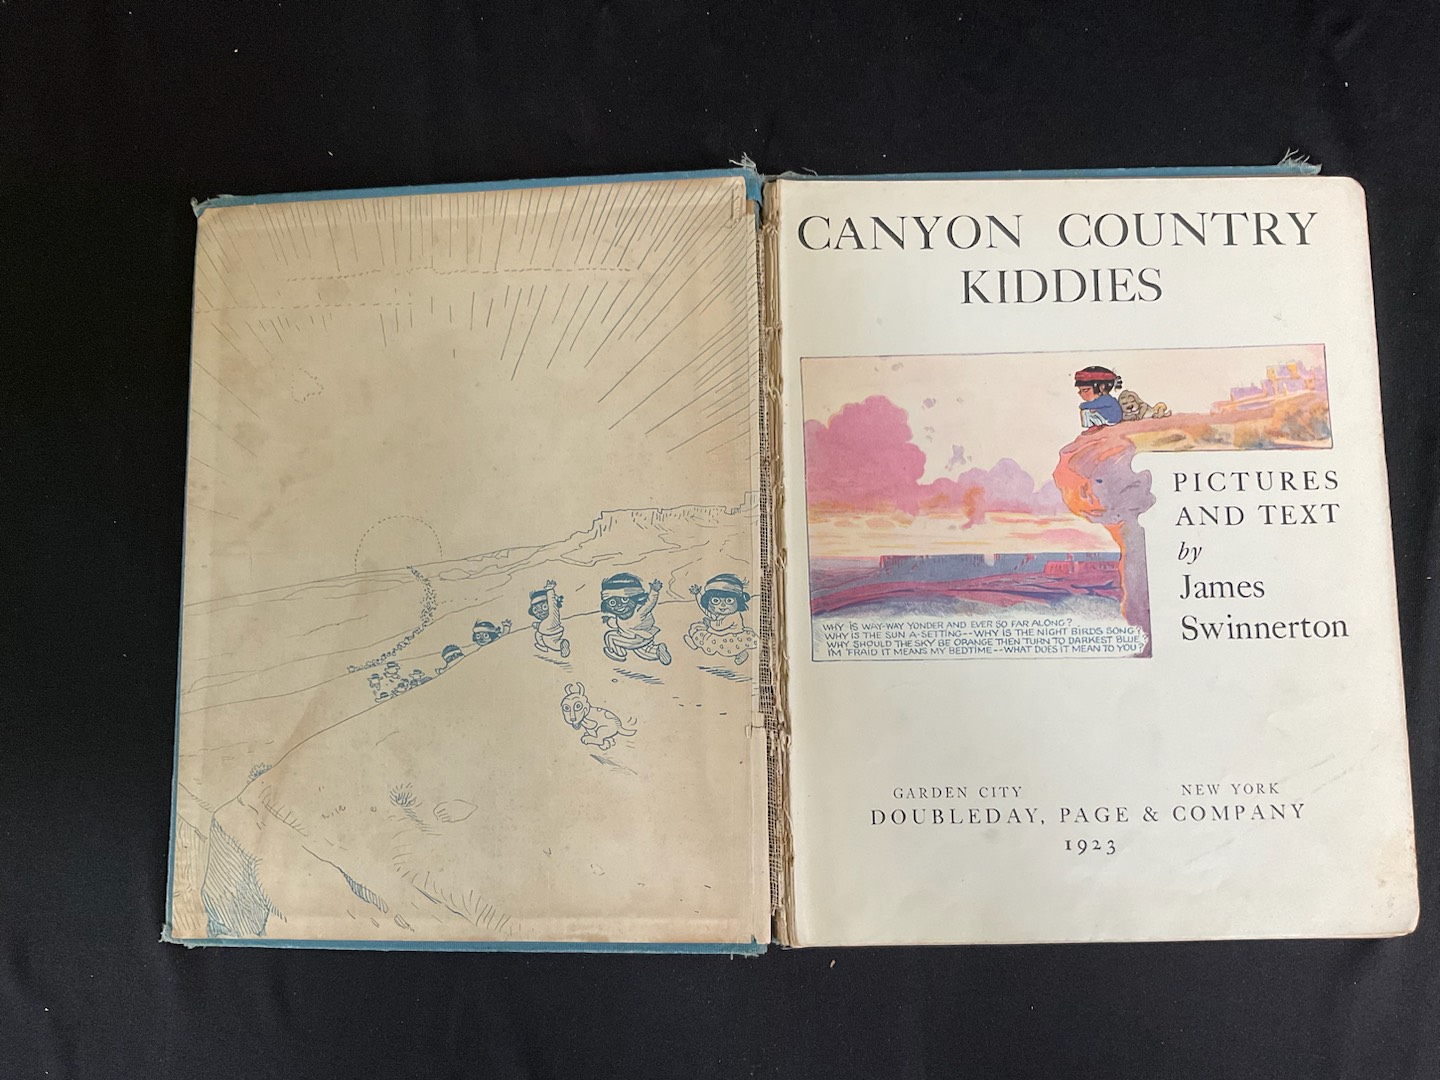 CANYON COUNTRY
KIDDIES
WHY IS WAY-WAY YONDER AND EVER SO FAR ALONG?
WHY IS THE SUN A-SETTING--WHY IS THE NIGHT BIRDS SONG?
WHY SHOULD THE SKY BE ORANGE THEN TURN TO DARKEST BLUE,
I'M 'FRAID IT MEANS MY BEDTIME--WHAT DOES IT MEAN TO YOU?
PICTURES
AND TEXT
by
James
Swinnerton
GARDEN CITY NEW YORK
DOUBLEDAY, PAGE & COMPANY
1923